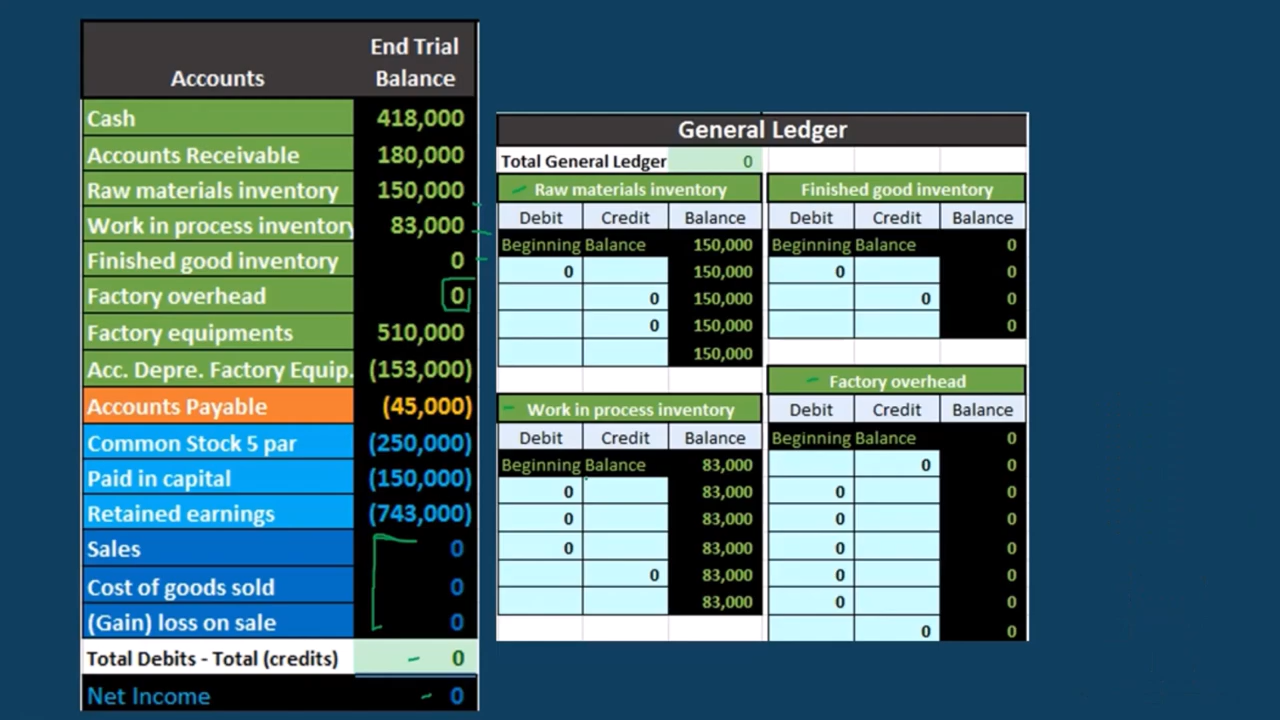 Accounts End Trial Balance
Cash 418,000
Accounts Receivable 180,000
Raw materials inventory 150,000
Work in process inventory 83,000
Finished good inventory 0
Factory overhead 0
Factory equipments 510,000
Acc. Depre. Factory Equip. (153,000)
Accounts Payable (45,000)
Common Stock 5 par (250,000)
Paid in capital (150,000)
Retained earnings (743,000)
Sales 0
Cost of goods sold 0
(Gain) loss on sale 0
Total Debits - Total (credits) 0
Net Income 0
General Ledger
Total General Ledger 0
Raw materials inventory
Debit Credit Balance
Beginning Balance 150,000
0 150,000
0 150,000
0 150,000
150,000
Work in process inventory
Debit Credit Balance
Beginning Balance 83,000
0 83,000
0 83,000
0 83,000
0 83,000
83,000
Finished good inventory
Debit Credit Balance
Beginning Balance 0
0 0
0 0
0
Factory overhead
Debit Credit Balance
Beginning Balance 0
0 0
0 0
0 0
0 0
0 0
0 0
0 0